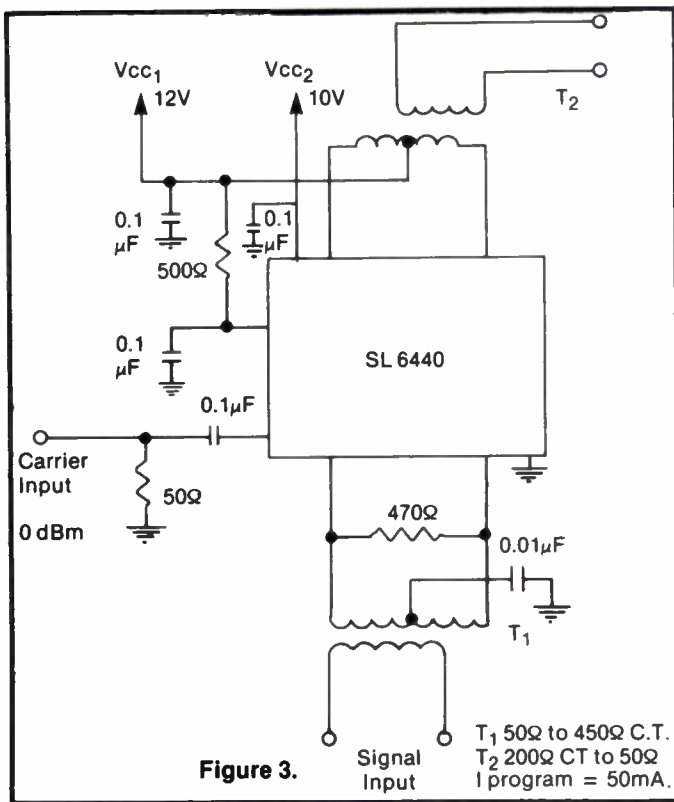 Vcc1
12V
Vcc2
10V
T2
0.1
µF
500Ω
0.1
µF
0.1
µF
SL 6440
0.1µF
Carrier
Input
0 dBm
50Ω
470Ω
0.01µF
T1
Signal
Input
Figure 3.
T1 50Ω to 450Ω C.T.
T2 200Ω CT to 50Ω
I program = 50mA.